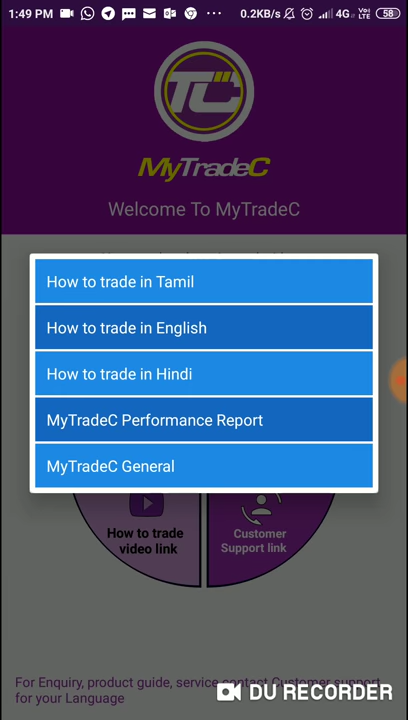 1:49 PM
0.2KB/s
4G
Vo)
LTE
58
TC
MyTradeC
Welcome To MyTradeC
How to trade in Tamil
How to trade in English
How to trade in Hindi
MyTradeC Performance Report
MyTradeC General
How to trade
video link
Customer
Support link
For Enquiry, product guide, service contact Customer support
for your Language
DU RECORDER